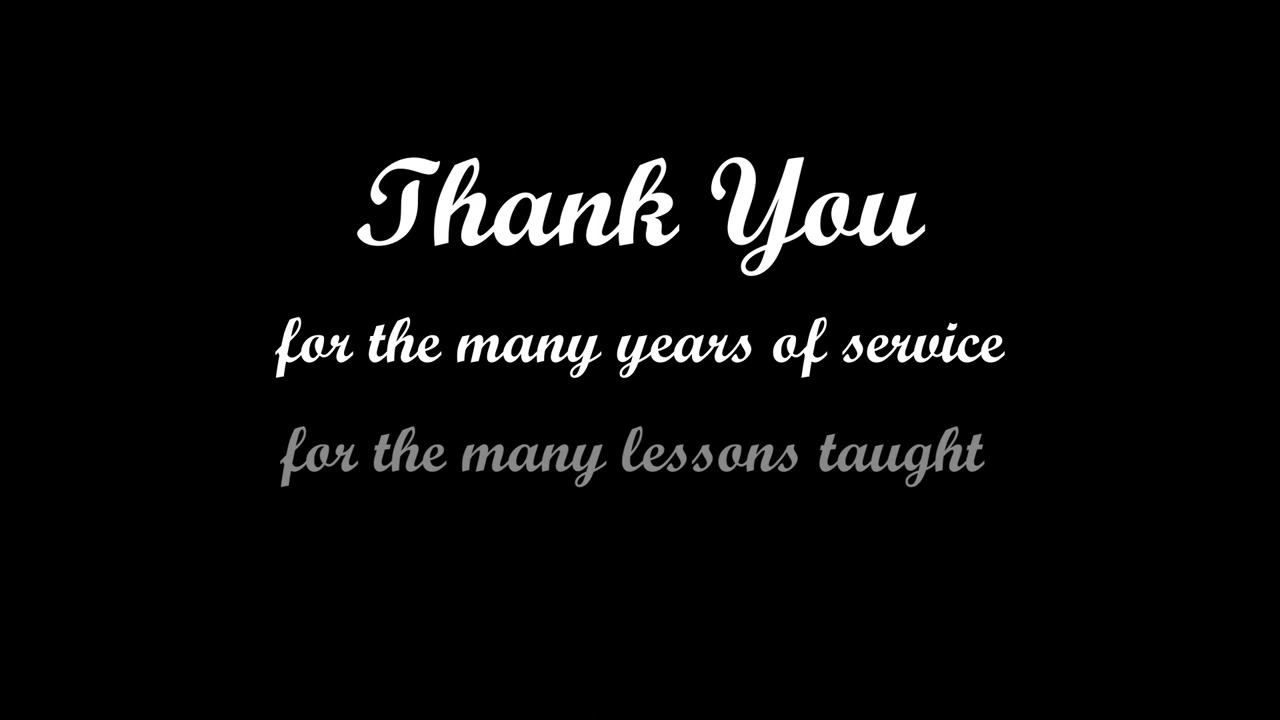 Thank You
for the many years of service
for the many lessons taught